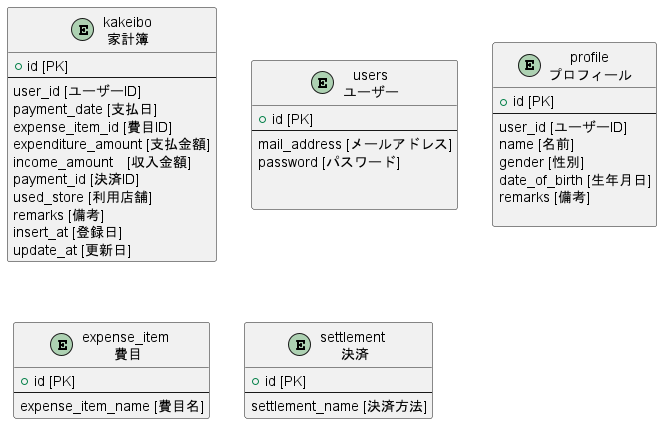 E kakeibo
家計簿
id [PK]
user_id [ユーザーID]
payment_date [支払日]
expense_item_id [費目ID]
expenditure_amount [支払金額]
income_amount　[収入金額]
payment_id [決済ID]
used_store [利用店舗]
remarks [備考]
insert_at [登録日]
update_at [更新日]
E users
ユーザー
id [PK]
mail_address [メールアドレス]
password [パスワード]
E profile
プロフィール
id [PK]
user_id [ユーザーID]
name [名前]
gender [性別]
date_of_birth [生年月日]
remarks [備考]
E expense_item
費目
id [PK]
expense_item_name [費目名]
E settlement
決済
id [PK]
settlement_name [決済方法]